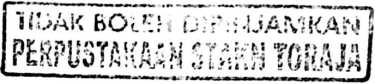 TIDAK BOLEH DIPINJAMKAN
PERPUSTAKAAN STAKN TORAJA